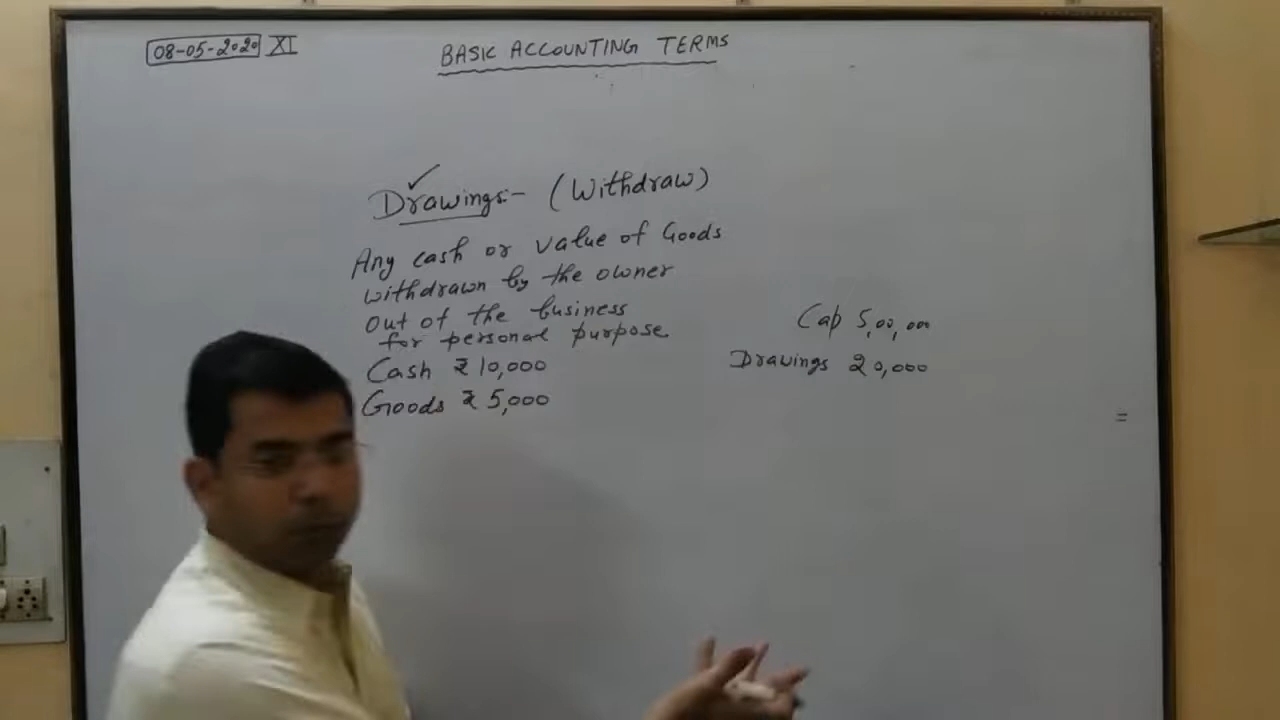 08-05-2020 XI
BASIC ACCOUNTING TERMS
Drawings:- (Withdraw)
Any cash or value of Goods
withdrawn by the owner
out of the business
for personal purpose
Cash ₹ 10,000
Goods ₹ 5,000
Cap 5,00,000
Drawings 20,000
=